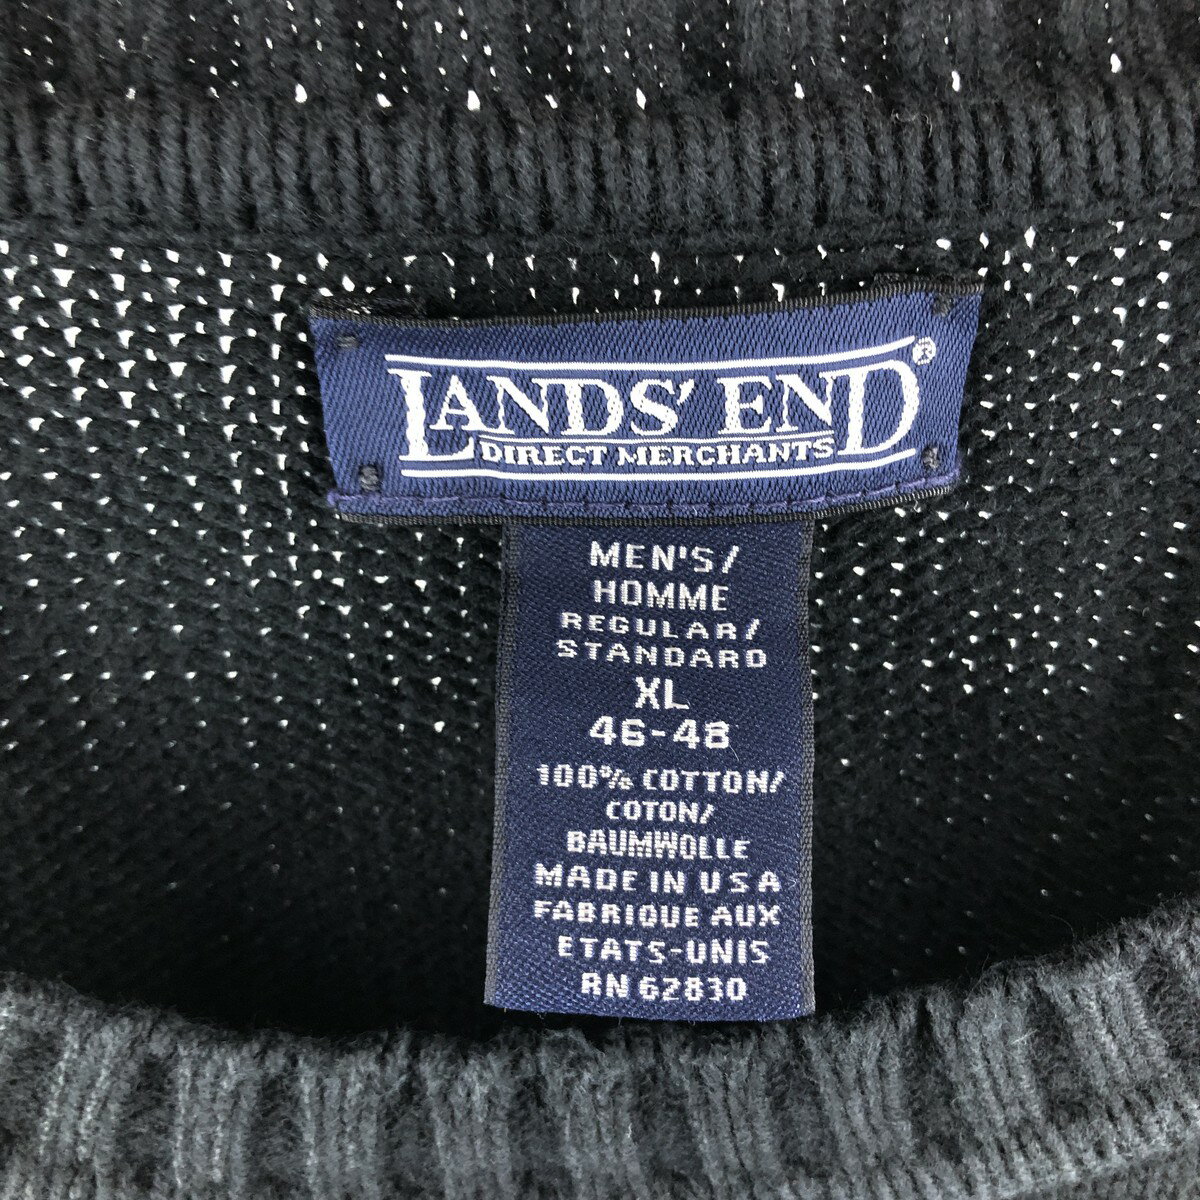 LANDS' END®
DIRECT MERCHANTS
MEN'S/
HOMME
REGULAR/
STANDARD
XL
46-48
100% COTTON/
COTON/
BAUMWOLLE
MADE IN USA
FABRIQUE AUX
ETATS-UNIS
RN 62830